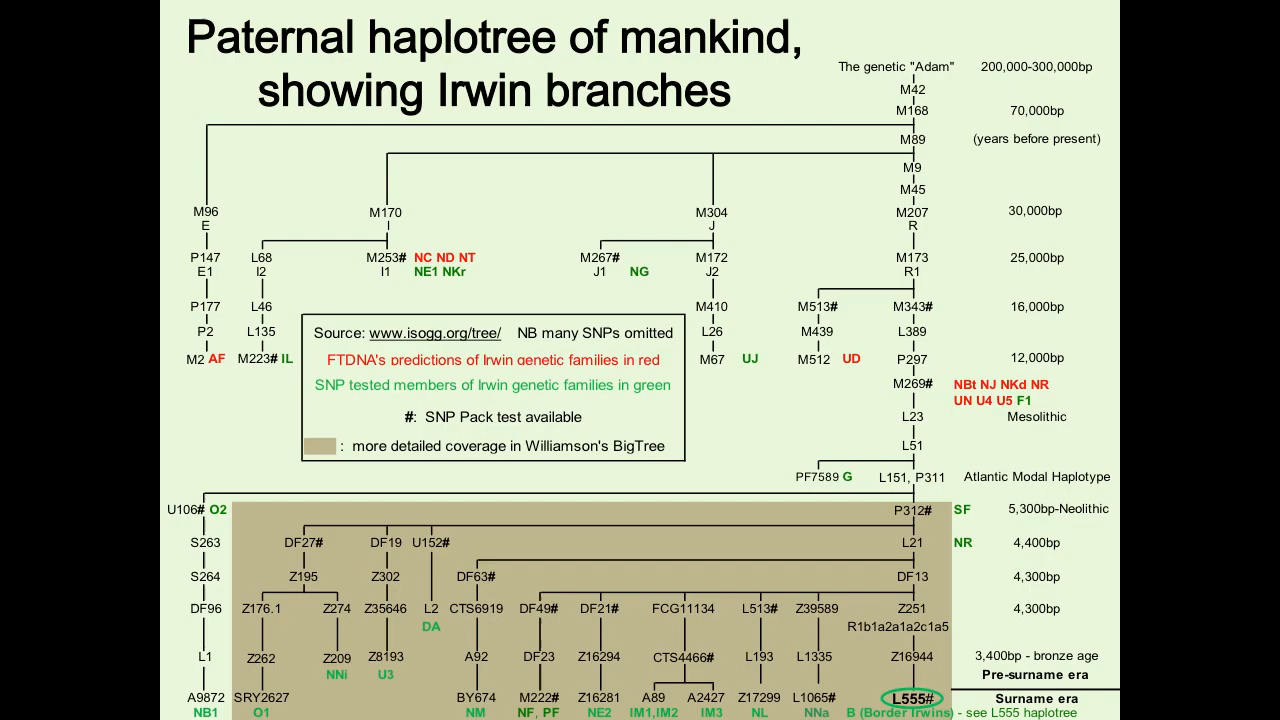 Paternal haplotree of mankind,
showing Irwin branches
The genetic "Adam" 200,000-300,000bp
M42
M168 70,000bp
M89 (years before present)
M9
M45
M96 M170 M304 M207 30,000bp
E I J R
P147 L68 M253# NC ND NT M267# M172 M173 25,000bp
E1 I2 I1 NE1 NKr J1 NG J2 R1
P177 L46 M410 M513# M343# 16,000bp
P2 L135 L26 M439 L389
M2 AF M223# IL M67 UJ M512 UD P297 12,000bp
Source: www.isogg.org/tree/ NB many SNPs omitted
FTDNA's predictions of Irwin genetic families in red
SNP tested members of Irwin genetic families in green
#: SNP Pack test available
: more detailed coverage in Williamson's BigTree
M269# NBt NJ NKd NR
UN U4 U5 F1
L23 Mesolithic
L51
PF7589 G L151, P311 Atlantic Modal Haplotype
U106# O2 P312# SF 5,300bp-Neolithic
S263 DF27# DF19 U152# L21 NR 4,400bp
S264 Z195 Z302 DF63# DF13 4,300bp
DF96 Z176.1 Z274 Z35646 L2 CTS6919 DF49# DF21# FCG11134 L513# Z39589 Z251 4,300bp
DA R1b1a2a1a2c1a5
L1 Z262 Z209 Z8193 A92 DF23 Z16294 CTS4466# L193 L1335 Z16944 3,400bp - bronze age
NNi U3 Pre-surname era
A9872 SRY2627 BY674 M222# Z16281 A89 A2427 Z17299 L1065# L555# Surname era
NB1 O1 NM NF, PF NE2 IM1,IM2 IM3 NL NNa B (Border Irwins) - see L555 haplotree